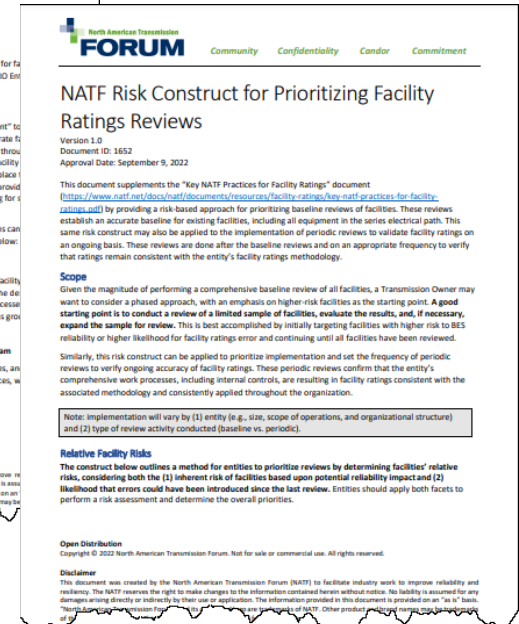 North American Transmission
FORUM
Community Confidentiality Candor Commitment
NATF Risk Construct for Prioritizing Facility
Ratings Reviews
Version 1.0
Document ID: 1652
Approval Date: September 9, 2022
This document supplements the “Key NATF Practices for Facility Ratings” document
(https://www.natf.net/docs/natf/documents/resources/facility-ratings/key-natf-practices-for-facility-
ratings.pdf) by providing a risk-based approach for prioritizing baseline reviews of facilities. These reviews
establish an accurate baseline for existing facilities, including all equipment in the series electrical path. This
same risk construct may also be applied to the implementation of periodic reviews to validate facility ratings on
an ongoing basis. These reviews are done after the baseline reviews and on an appropriate frequency to verify
that ratings remain consistent with the entity’s facility ratings methodology.
Scope
Given the magnitude of performing a comprehensive baseline review of all facilities, a Transmission Owner may
want to consider a phased approach, with an emphasis on higher-risk facilities as the starting point. A good
starting point is to conduct a review of a limited sample of facilities, evaluate the results, and, if necessary,
expand the sample for review. This is best accomplished by initially targeting facilities with higher risk to BES
reliability or higher likelihood for facility ratings error and continuing until all facilities have been reviewed.
Similarly, this risk construct can be applied to prioritize implementation and set the frequency of periodic
reviews to verify ongoing accuracy of facility ratings. These periodic reviews confirm that the entity’s
comprehensive work processes, including internal controls, are resulting in facility ratings consistent with the
associated methodology and consistently applied throughout the organization.
Note: implementation will vary by (1) entity (e.g., size, scope of operations, and organizational structure)
and (2) type of review activity conducted (baseline vs. periodic).
Relative Facility Risks
The construct below outlines a method for entities to prioritize reviews by determining facilities’ relative
risks, considering both the (1) inherent risk of facilities based upon potential reliability impact and (2)
likelihood that errors could have been introduced since the last review. Entities should apply both facets to
perform a risk assessment and determine the overall priorities.
Open Distribution
Copyright © 2022 North American Transmission Forum. Not for sale or commercial use. All rights reserved.
Disclaimer
This document was created by the North American Transmission Forum (NATF) to facilitate industry work to improve reliability and
resiliency. The NATF reserves the right to make changes to the information contained herein without notice. No liability is assumed for any
damages arising directly or indirectly by their use or application. The information provided in this document is provided on an “as is” basis.
“North American Transmission For its are trademarks of NATF. Other product and brand names may be trademarks
of th